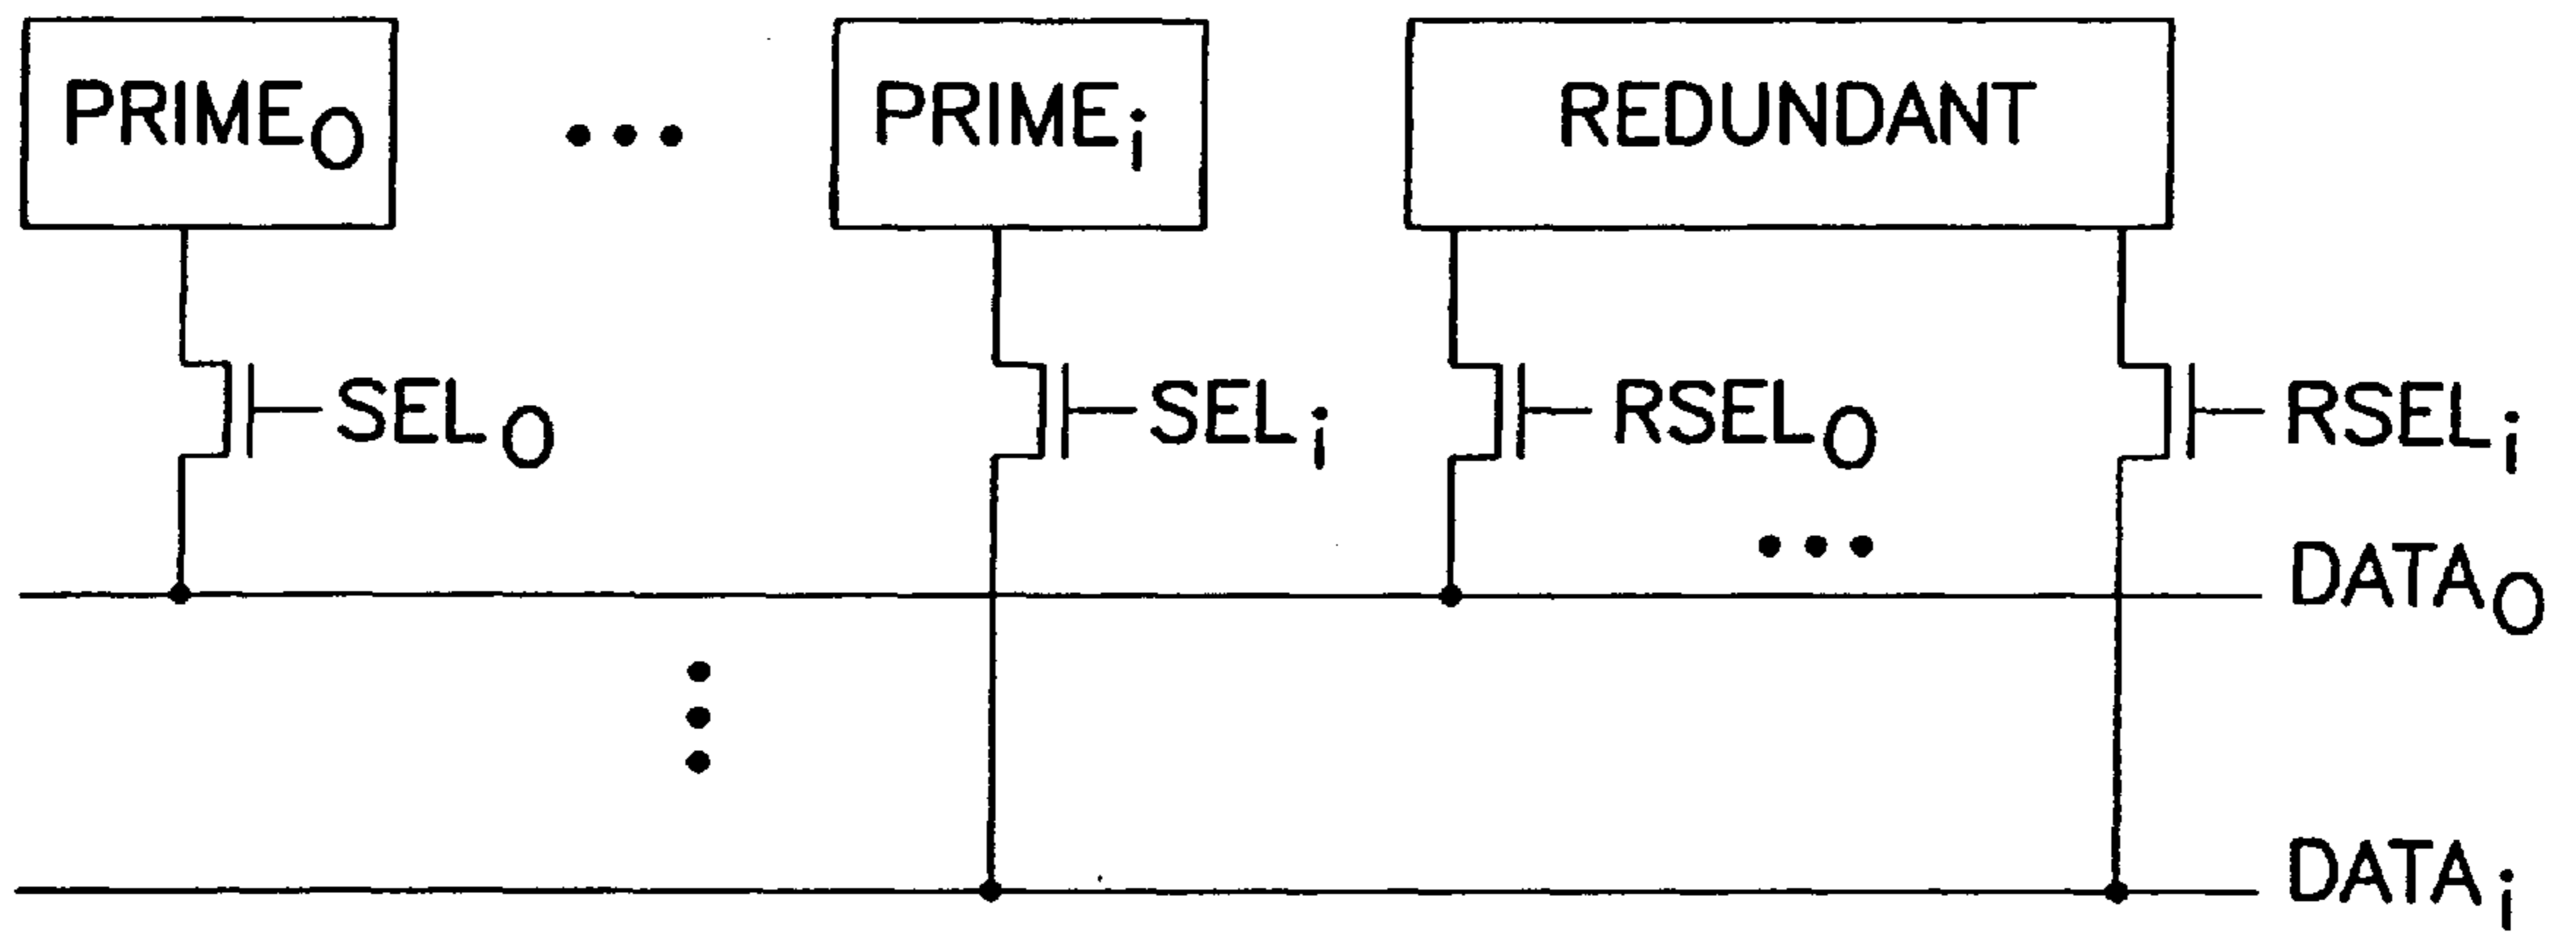 PRIME₀ ••• PRIMEᵢ REDUNDANT
SEL₀ SELᵢ RSEL₀ RSELᵢ
•••
DATA₀
DATAᵢ